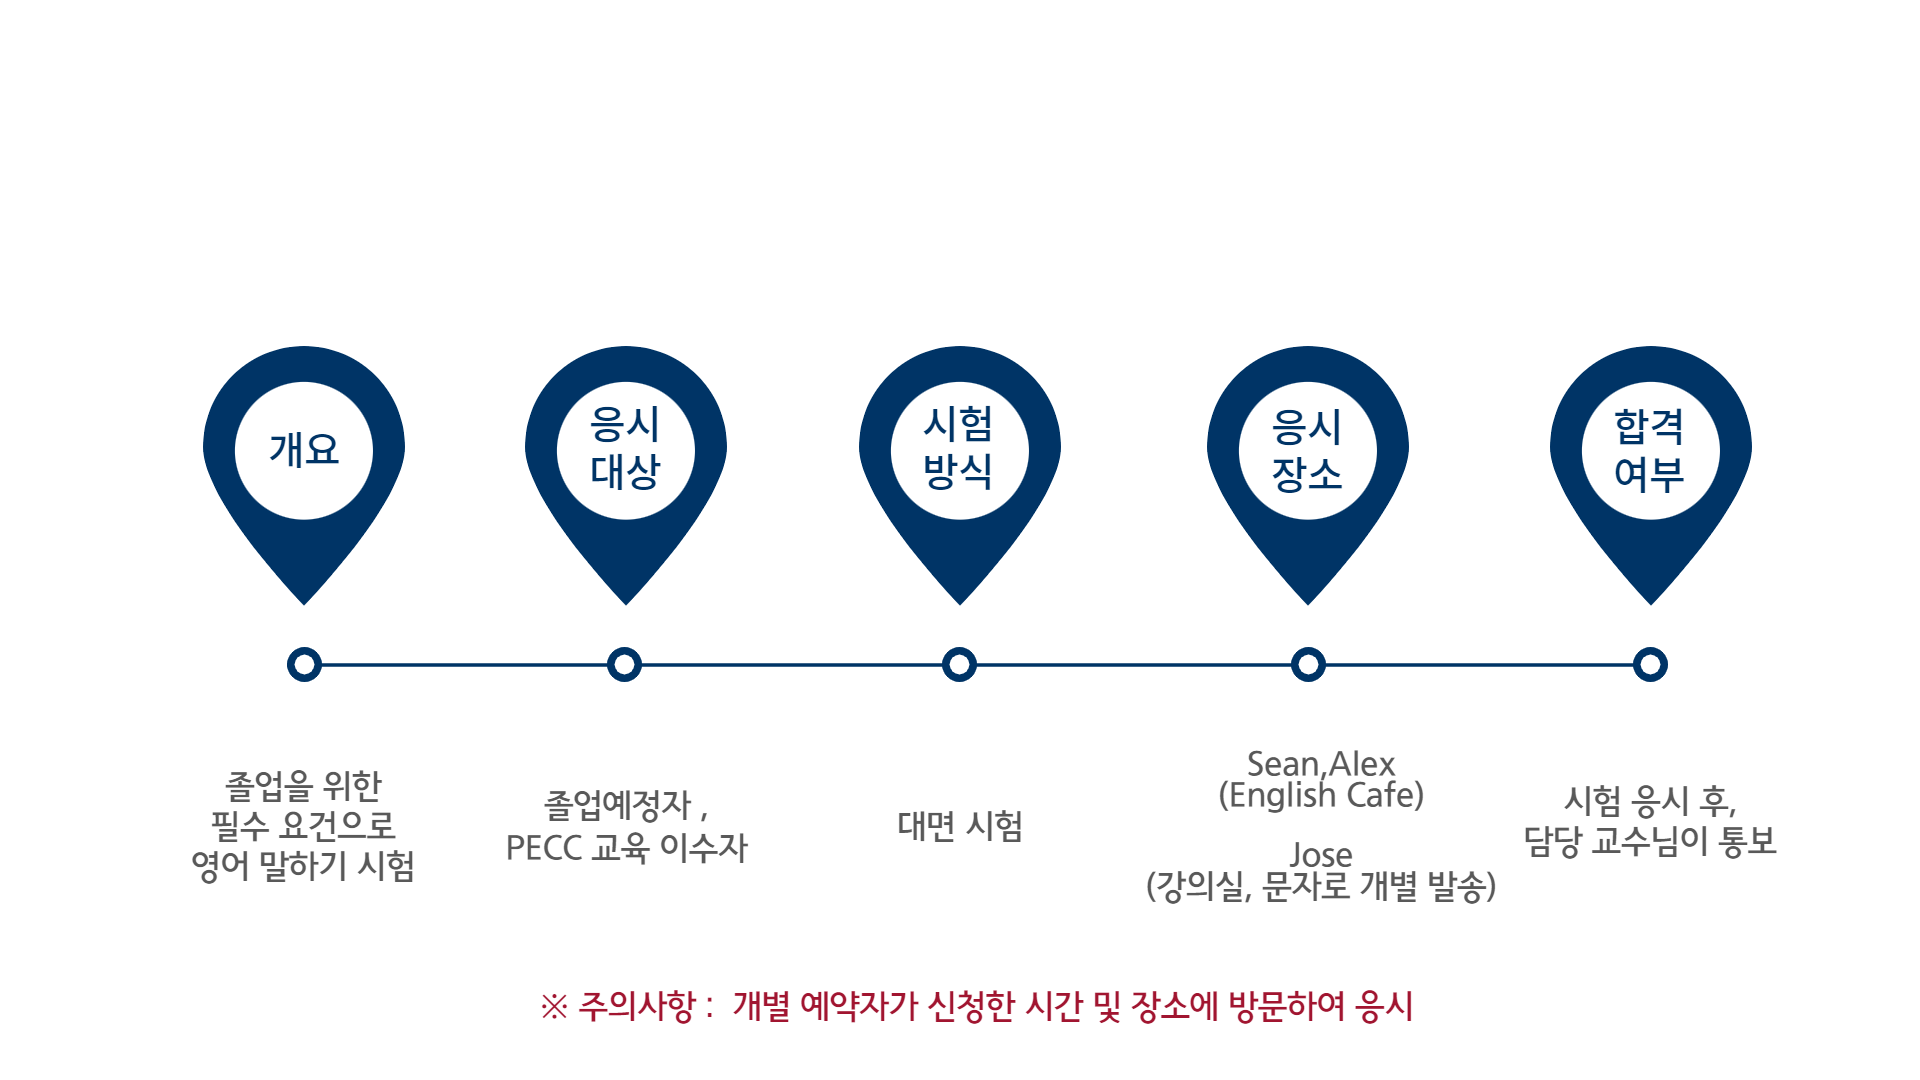 개요
응시
대상
시험
방식
응시
장소
합격
여부
졸업을 위한
필수 요건으로
영어 말하기 시험
졸업예정자 ,
PECC 교육 이수자
대면 시험
Sean,Alex
(English Cafe)
Jose
(강의실, 문자로 개별 발송)
시험 응시 후,
담당 교수님이 통보
※ 주의사항 :  개별 예약자가 신청한 시간 및 장소에 방문하여 응시